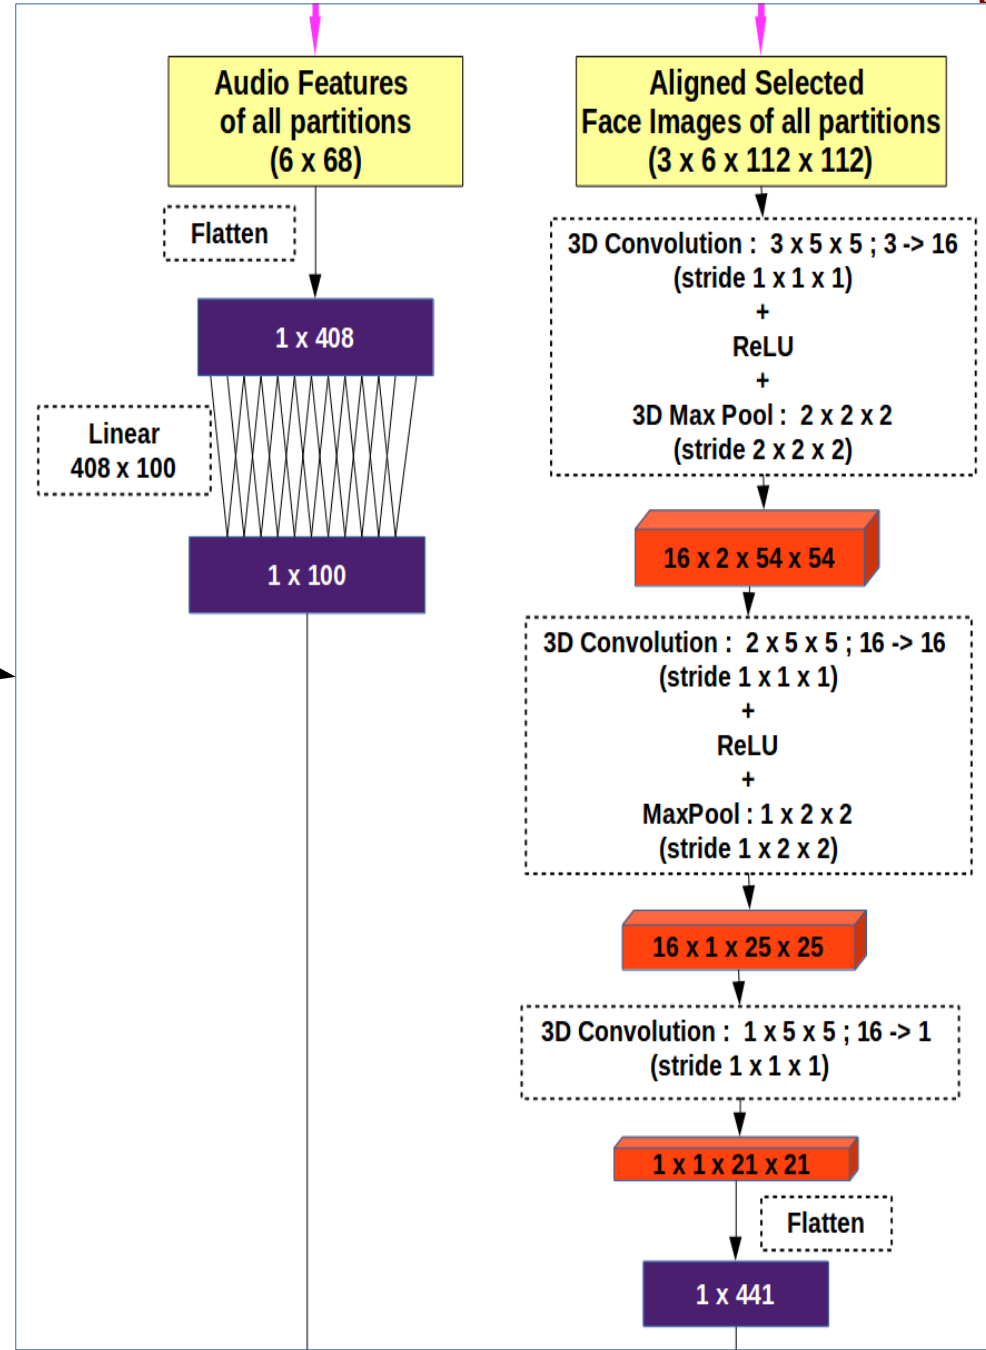 Audio Features
of all partitions
(6 x 68)
Flatten
1 x 408
Linear
408 x 100
1 x 100
Aligned Selected
Face Images of all partitions
(3 x 6 x 112 x 112)
3D Convolution : 3 x 5 x 5 ; 3 -> 16
(stride 1 x 1 x 1)
+
ReLU
+
3D Max Pool : 2 x 2 x 2
(stride 2 x 2 x 2)
16 x 2 x 54 x 54
3D Convolution : 2 x 5 x 5 ; 16 -> 16
(stride 1 x 1 x 1)
+
ReLU
+
MaxPool : 1 x 2 x 2
(stride 1 x 2 x 2)
16 x 1 x 25 x 25
3D Convolution : 1 x 5 x 5 ; 16 -> 1
(stride 1 x 1 x 1)
1 x 1 x 21 x 21
Flatten
1 x 441